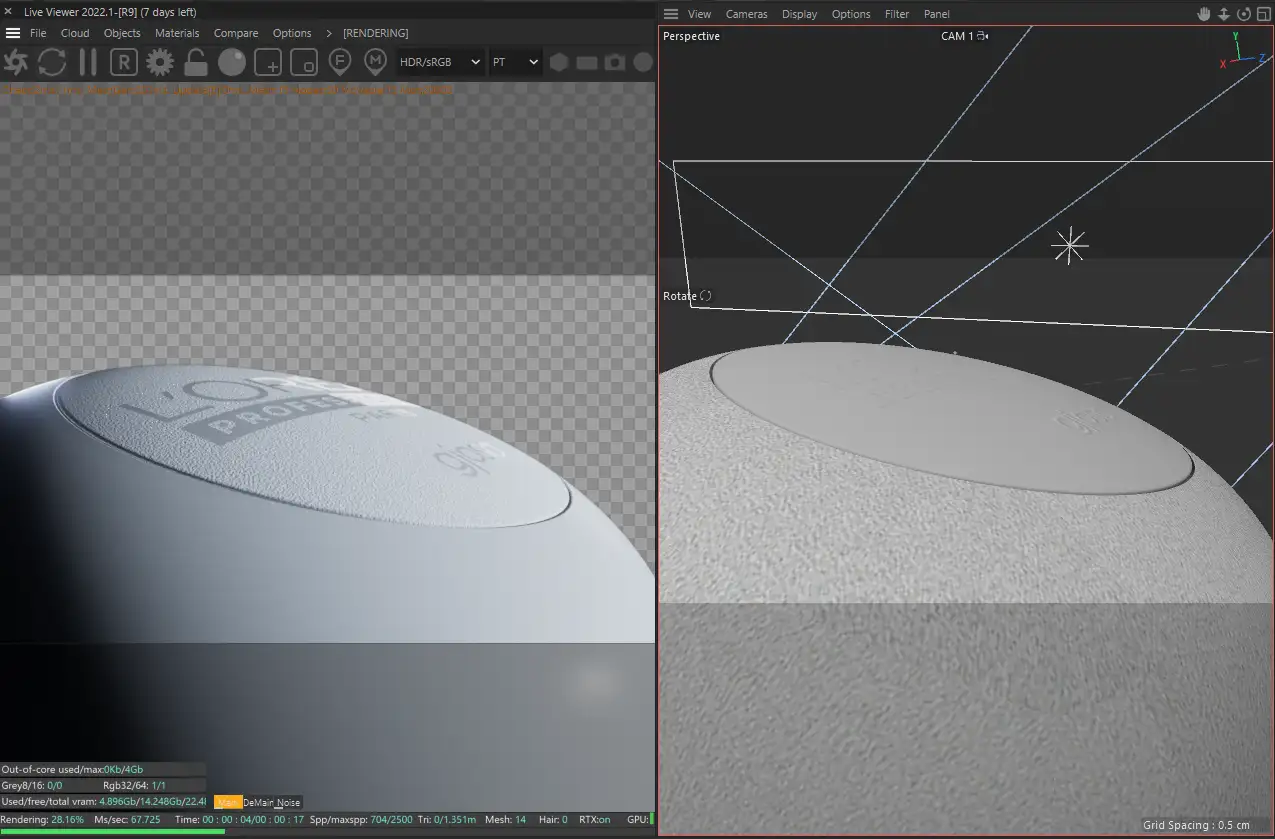 Live Viewer 2022.1-[R9] (7 days left)
File Cloud Objects Materials Compare Options > [RENDERING]
R F M HDR/sRGB PT
L'OR
PROFES
gipro
Out-of-core used/max:0Kb/4Gb
Grey8/16: 0/0 Rgb32/64: 1/1
Used/free/total vram: 4.896Gb/14.248Gb/22.4
Main DeMain Noise
Rendering: 28.16% Ms/sec: 67.725 Time: 00 : 00 : 04/00 : 00 : 17 Spp/maxspp: 704/2500 Tri: 0/1.351m Mesh: 14 Hair: 0 RTX:on GPU:
View Cameras Display Options Filter Panel
Perspective
CAM 1
Y
X Z
Rotate
Grid Spacing : 0.5 cm